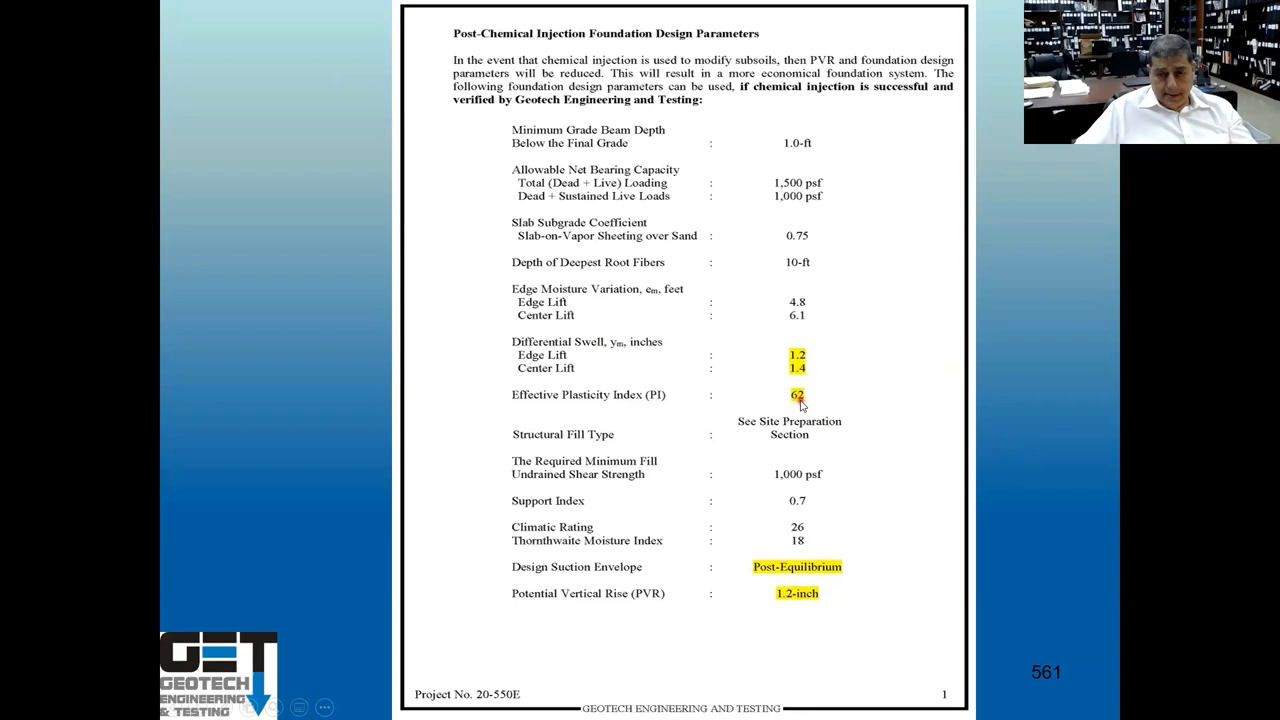 Post-Chemical Injection Foundation Design Parameters
In the event that chemical injection is used to modify subsoils, then PVR and foundation design
parameters will be reduced. This will result in a more economical foundation system. The
following foundation design parameters can be used, if chemical injection is successful and
verified by Geotech Engineering and Testing:
Minimum Grade Beam Depth
Below the Final Grade : 1.0-ft
Allowable Net Bearing Capacity
Total (Dead + Live) Loading : 1,500 psf
Dead + Sustained Live Loads : 1,000 psf
Slab Subgrade Coefficient
Slab-on-Vapor Sheeting over Sand : 0.75
Depth of Deepest Root Fibers : 10-ft
Edge Moisture Variation, em, feet
Edge Lift : 4.8
Center Lift : 6.1
Differential Swell, ym, inches
Edge Lift : 1.2
Center Lift : 1.4
Effective Plasticity Index (PI) : 62
See Site Preparation
Structural Fill Type : Section
The Required Minimum Fill
Undrained Shear Strength : 1,000 psf
Support Index : 0.7
Climatic Rating : 26
Thornthwaite Moisture Index : 18
Design Suction Envelope : Post-Equilibrium
Potential Vertical Rise (PVR) : 1.2-inch
GET
GEOTECH
ENGINEERING
& TESTING
561
Project No. 20-550E 1
GEOTECH ENGINEERING AND TESTING